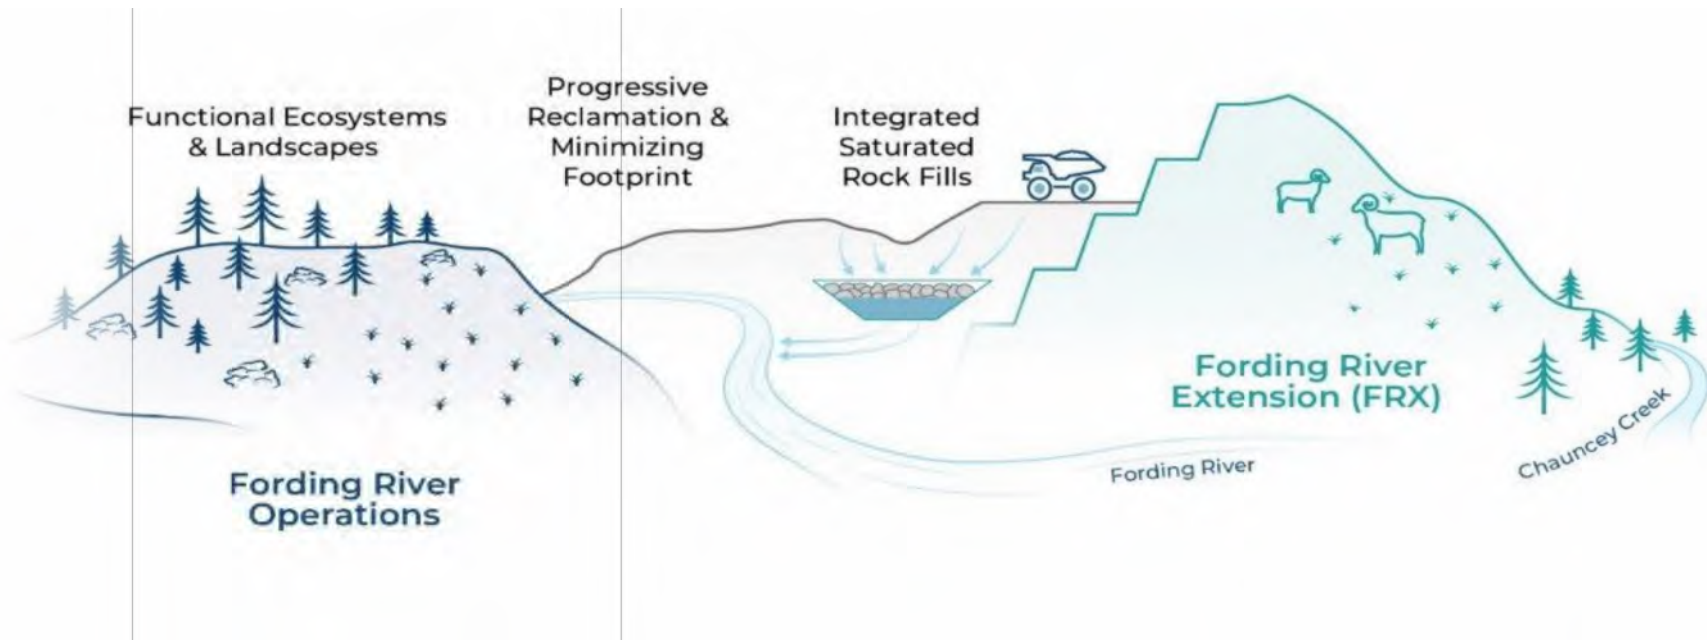 Functional Ecosystems
& Landscapes
Progressive
Reclamation &
Minimizing
Footprint
Integrated
Saturated
Rock Fills
Fording River
Extension (FRX)
Chauncey Creek
Fording River
Fording River
Operations